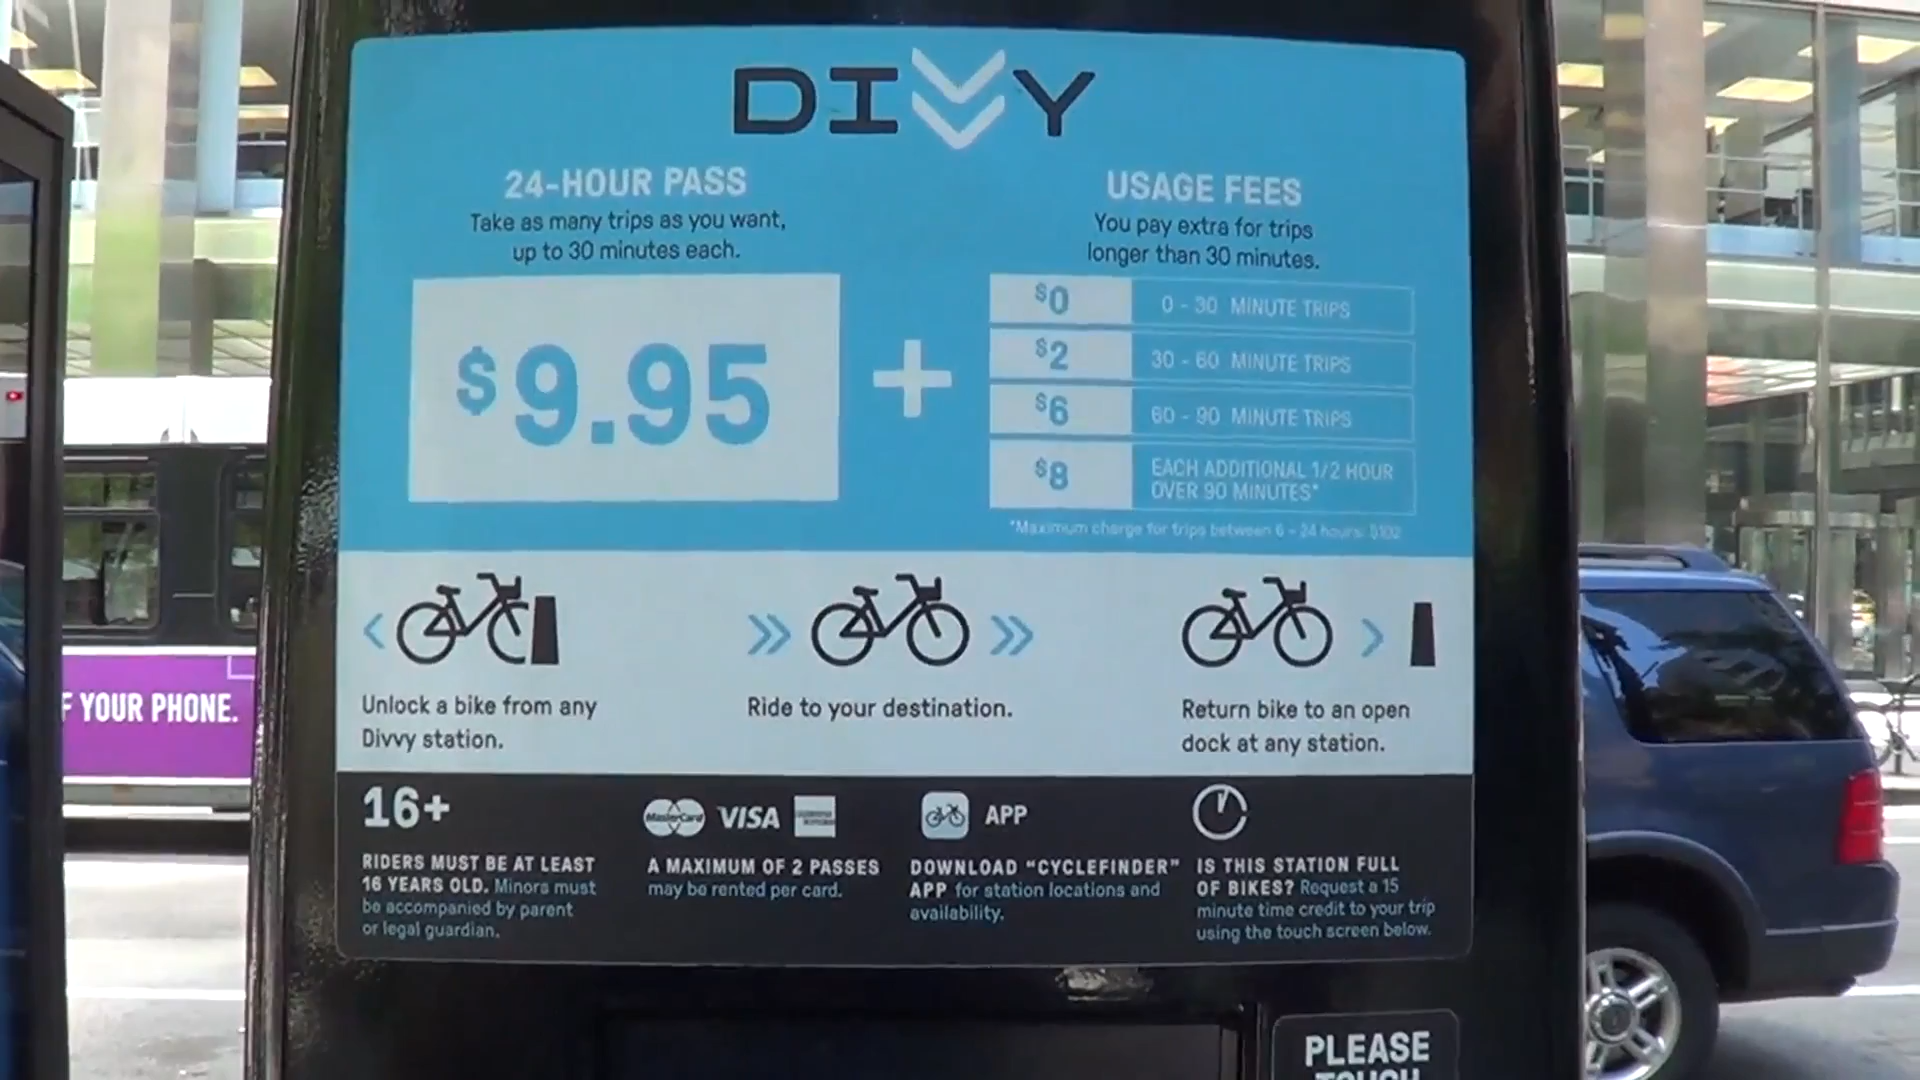 DIVVY
24-HOUR PASS
Take as many trips as you want,
up to 30 minutes each.
$9.95
+
USAGE FEES
You pay extra for trips
longer than 30 minutes.
$0 0 - 30 MINUTE TRIPS
$2 30 - 60 MINUTE TRIPS
$6 60 - 90 MINUTE TRIPS
$8 EACH ADDITIONAL 1/2 HOUR
OVER 90 MINUTES*
*Maximum charge for trips between 6 - 24 hours: $102
Unlock a bike from any
Divvy station.
Ride to your destination.
Return bike to an open
dock at any station.
16+
RIDERS MUST BE AT LEAST
16 YEARS OLD. Minors must
be accompanied by parent
or legal guardian.
MasterCard VISA
A MAXIMUM OF 2 PASSES
may be rented per card.
APP
DOWNLOAD "CYCLEFINDER"
APP for station locations and
availability.
IS THIS STATION FULL
OF BIKES? Request a 15
minute time credit to your trip
using the touch screen below.
PLEASE
TOUCH
F YOUR PHONE.